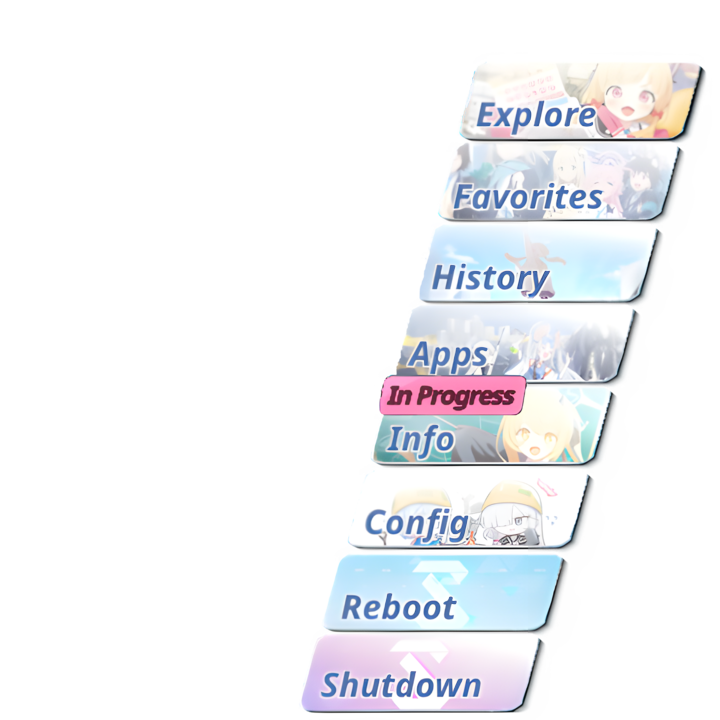 Explore
Favorites
History
Apps
In Progress
Info
Config
Reboot
Shutdown